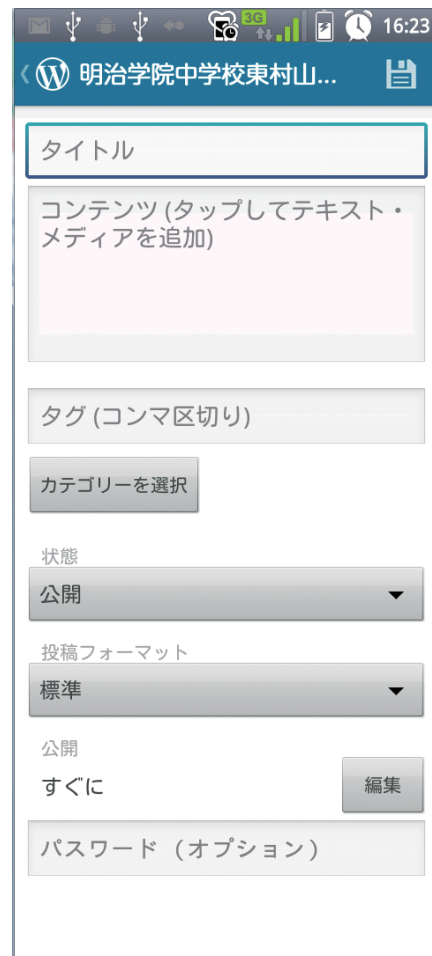 3G
16:23
明治学院中学校東村山...
タイトル
コンテンツ (タップしてテキスト・
メディアを追加)
タグ (コンマ区切り)
カテゴリーを選択
状態
公開
投稿フォーマット
標準
公開
すぐに
編集
パスワード （オプション）